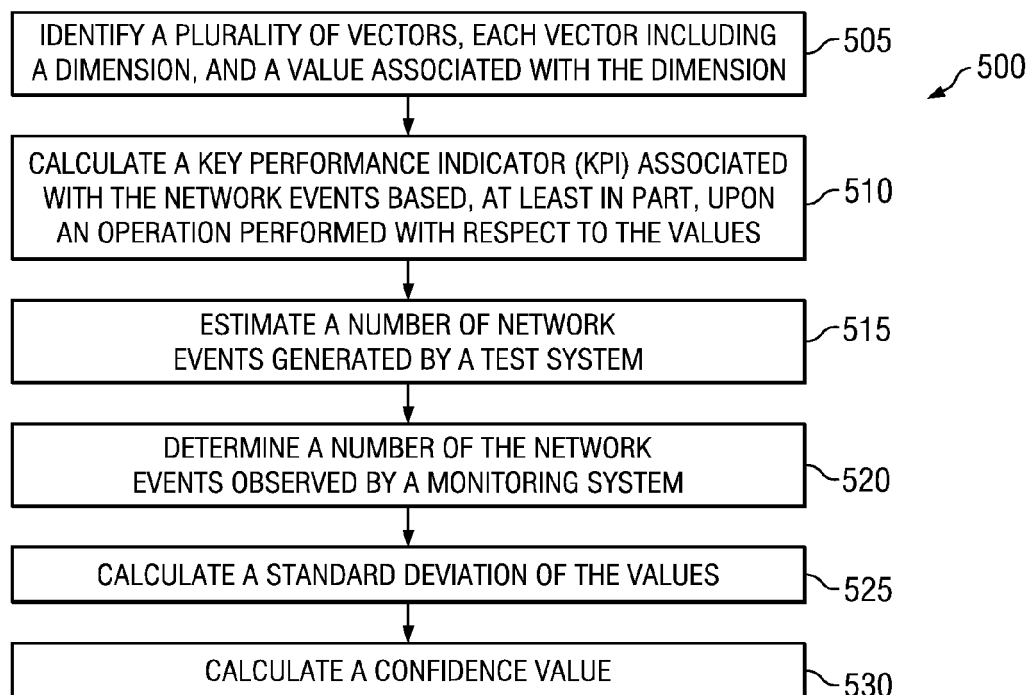 IDENTIFY A PLURALITY OF VECTORS, EACH VECTOR INCLUDING
A DIMENSION, AND A VALUE ASSOCIATED WITH THE DIMENSION
505
500
CALCULATE A KEY PERFORMANCE INDICATOR (KPI) ASSOCIATED
WITH THE NETWORK EVENTS BASED, AT LEAST IN PART, UPON
AN OPERATION PERFORMED WITH RESPECT TO THE VALUES
510
ESTIMATE A NUMBER OF NETWORK
EVENTS GENERATED BY A TEST SYSTEM
515
DETERMINE A NUMBER OF THE NETWORK
EVENTS OBSERVED BY A MONITORING SYSTEM
520
CALCULATE A STANDARD DEVIATION OF THE VALUES
525
CALCULATE A CONFIDENCE VALUE
530